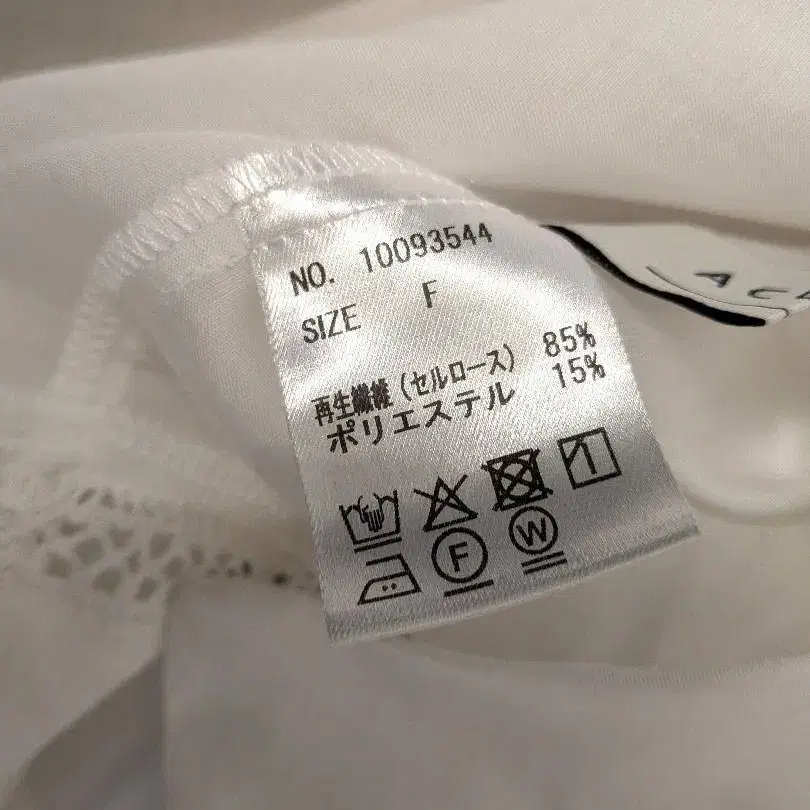 NO. 10093544
SIZE F
再生繊維(セルロース) 85%
ポリエステル 15%
F W